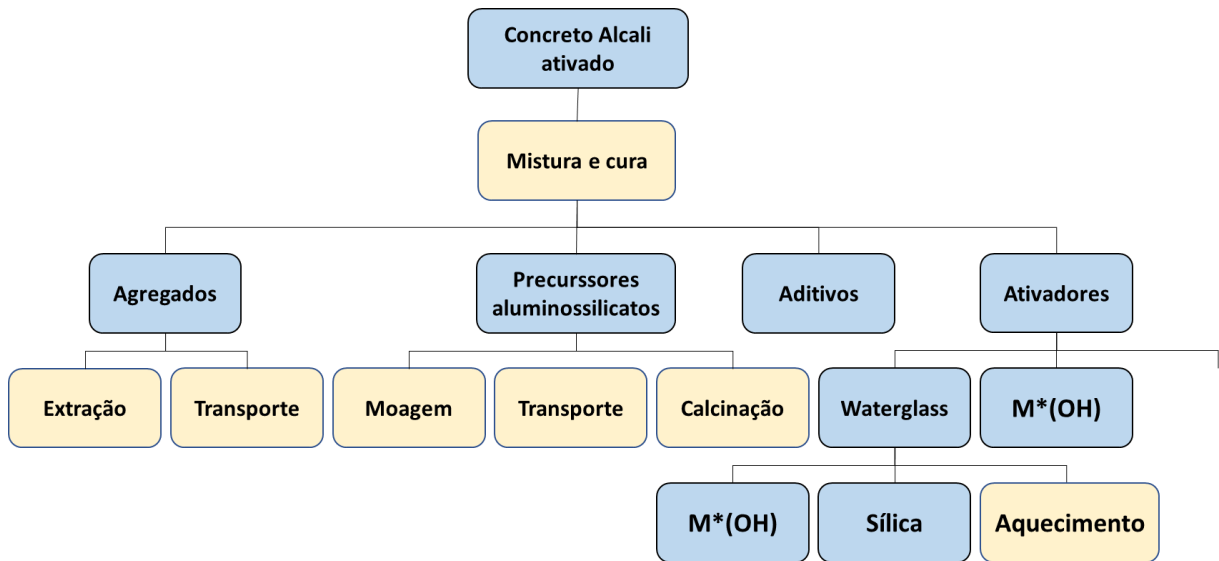 Concreto Alcali
ativado
Mistura e cura
Agregados
Precurssores
aluminossilicatos
Aditivos
Ativadores
Extração
Transporte
Moagem
Transporte
Calcinação
Waterglass
M*(OH)
M*(OH)
Sílica
Aquecimento